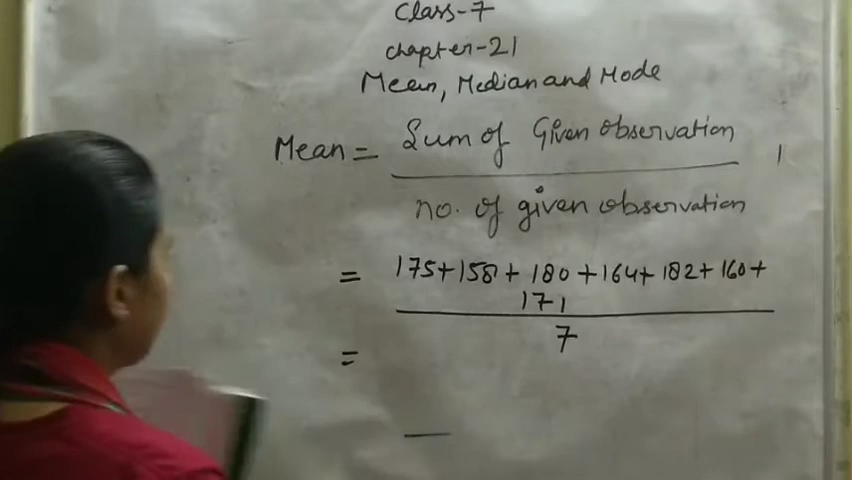 Class-7
Chapter-21
Mean, Median and Mode
Mean = Sum of Given observation
no. of given observation
= 175+158+ 180 +164+ 182+ 160+
171
7
=